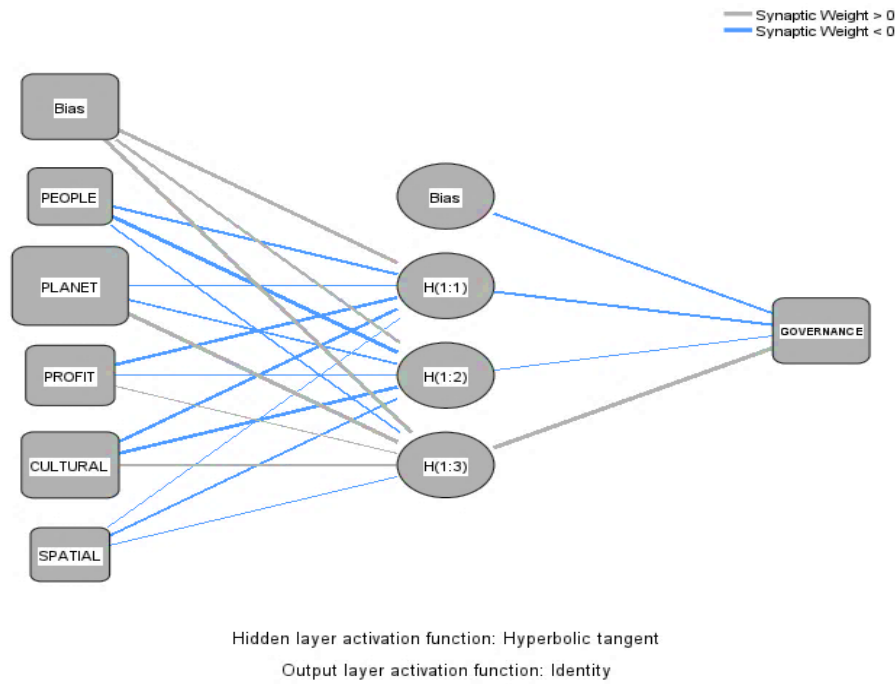 Synaptic Weight > 0
Synaptic Weight < 0
Bias
PEOPLE
PLANET
PROFIT
CULTURAL
SPATIAL
Bias
H(1:1)
H(1:2)
H(1:3)
GOVERNANCE
Hidden layer activation function: Hyperbolic tangent
Output layer activation function: Identity